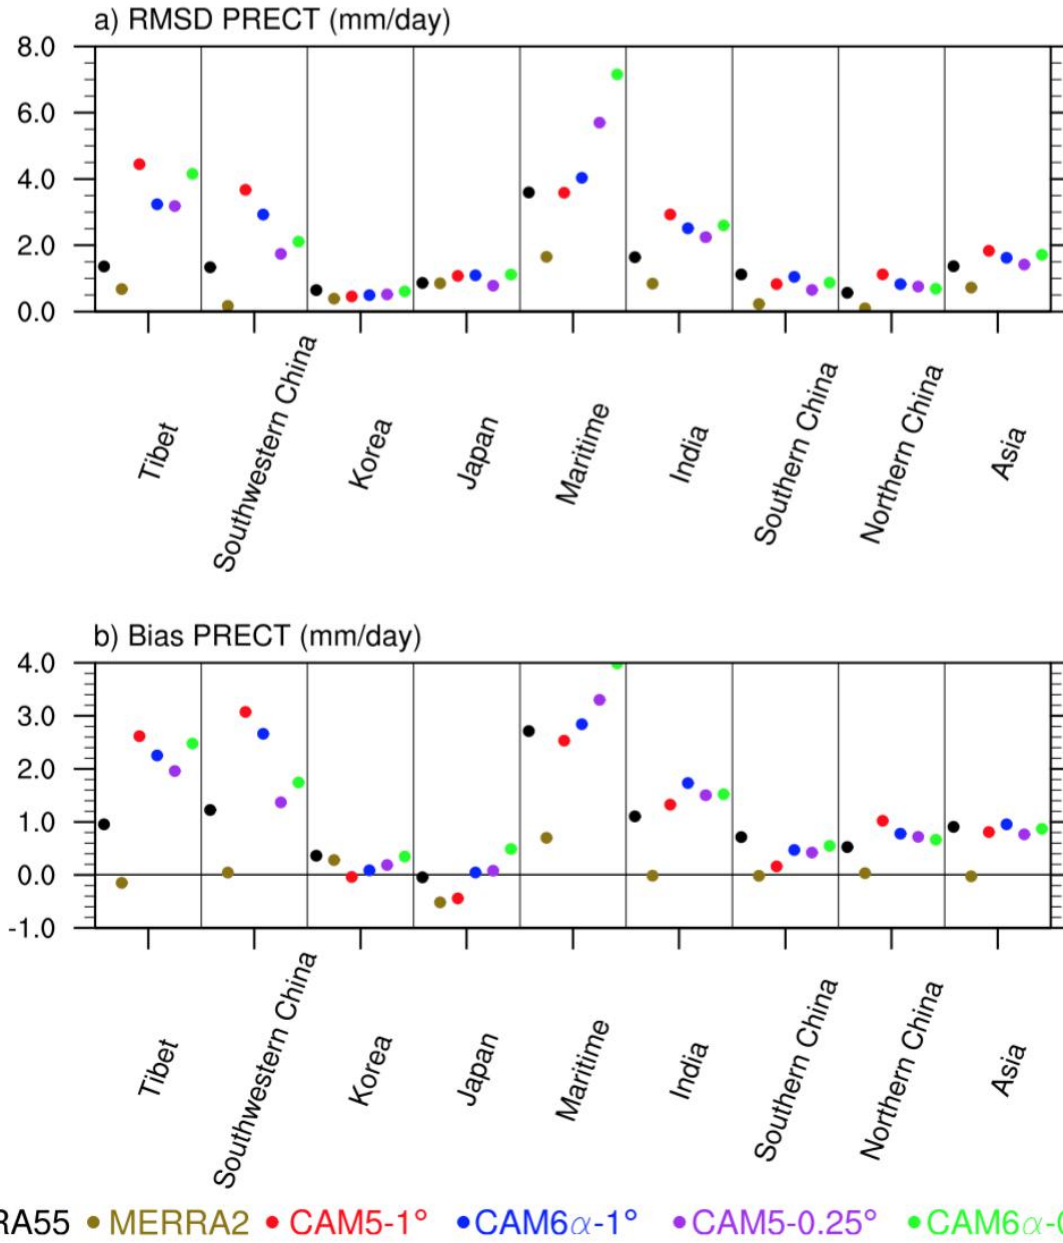 a) RMSD PRECT (mm/day)
8.0
6.0
4.0
2.0
0.0
Tibet
Southwestern China
Korea
Japan
Maritime
India
Southern China
Northern China
Asia
b) Bias PRECT (mm/day)
4.0
3.0
2.0
1.0
0.0
-1.0
Tibet
Southwestern China
Korea
Japan
Maritime
India
Southern China
Northern China
Asia
RA55 MERRA2 CAM5-1° CAM6α-1° CAM5-0.25° CAM6α-0